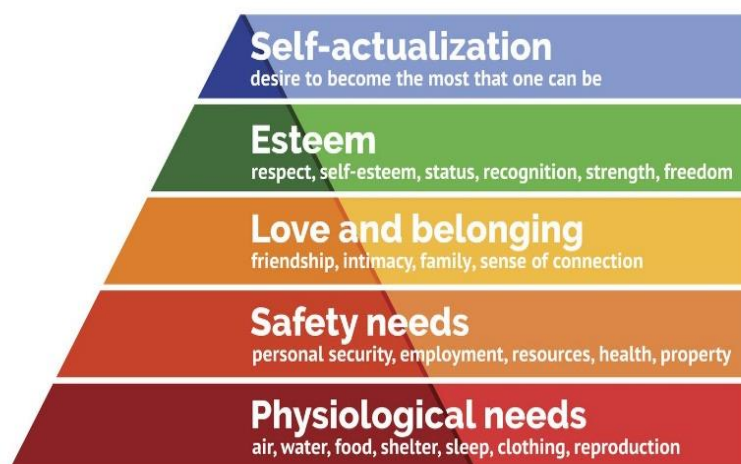 Self-actualization
desire to become the most that one can be
Esteem
respect, self-esteem, status, recognition, strength, freedom
Love and belonging
friendship, intimacy, family, sense of connection
Safety needs
personal security, employment, resources, health, property
Physiological needs
air, water, food, shelter, sleep, clothing, reproduction